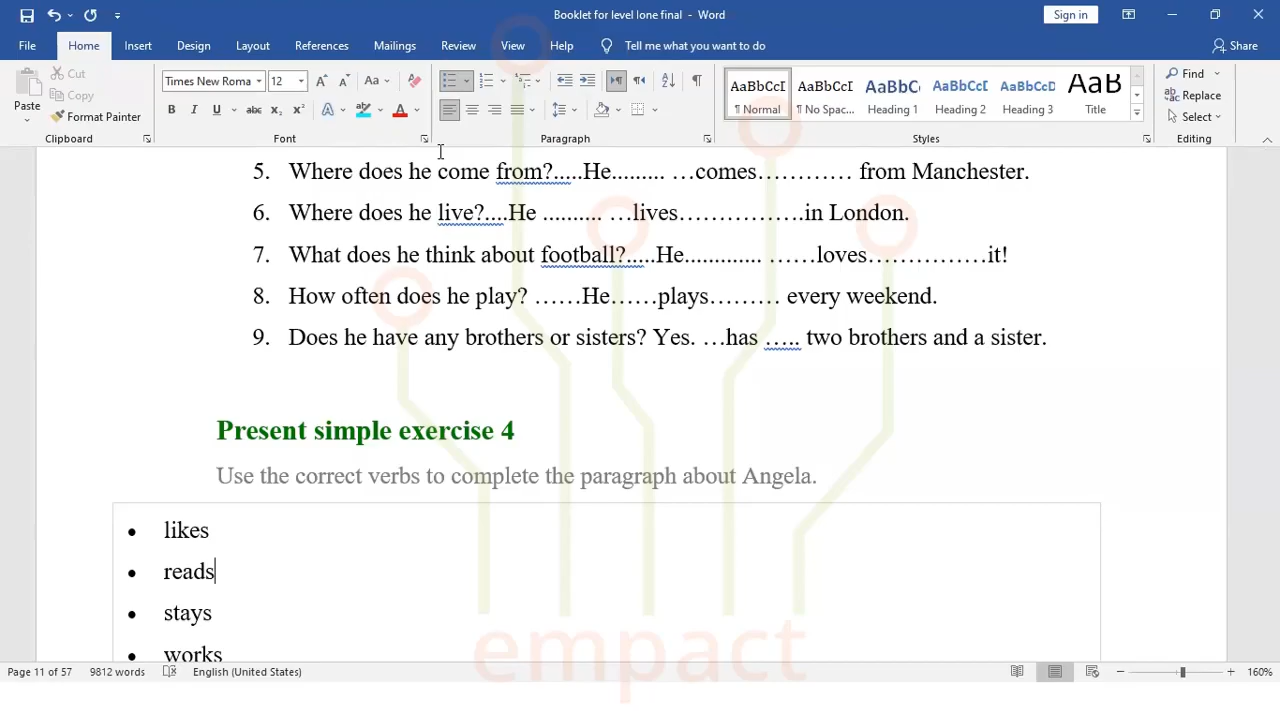 Booklet for level lone final - Word
Sign in
File Home Insert Design Layout References Mailings Review View Help Tell me what you want to do Share
Paste Cut Copy Format Painter
Times New Roma 12 Aa
B I U abc x₂ x² A A
AaBbCcI AaBbCcI AaBbC AaBbCcI AaBbCcD AaB
¶ Normal ¶ No Spac... Heading 1 Heading 2 Heading 3 Title
Find
Replace
Select
Clipboard Font Paragraph Styles Editing
5. Where does he come from?.....He......... …comes………… from Manchester.
6. Where does he live?....He .......... …lives…………….in London.
7. What does he think about football?.....He............. ……loves……………it!
8. How often does he play? ……He……plays……… every weekend.
9. Does he have any brothers or sisters? Yes. …has ….. two brothers and a sister.
Present simple exercise 4
Use the correct verbs to complete the paragraph about Angela.
• likes
• reads
• stays
• works
empact
Page 11 of 57 9812 words English (United States) 160%